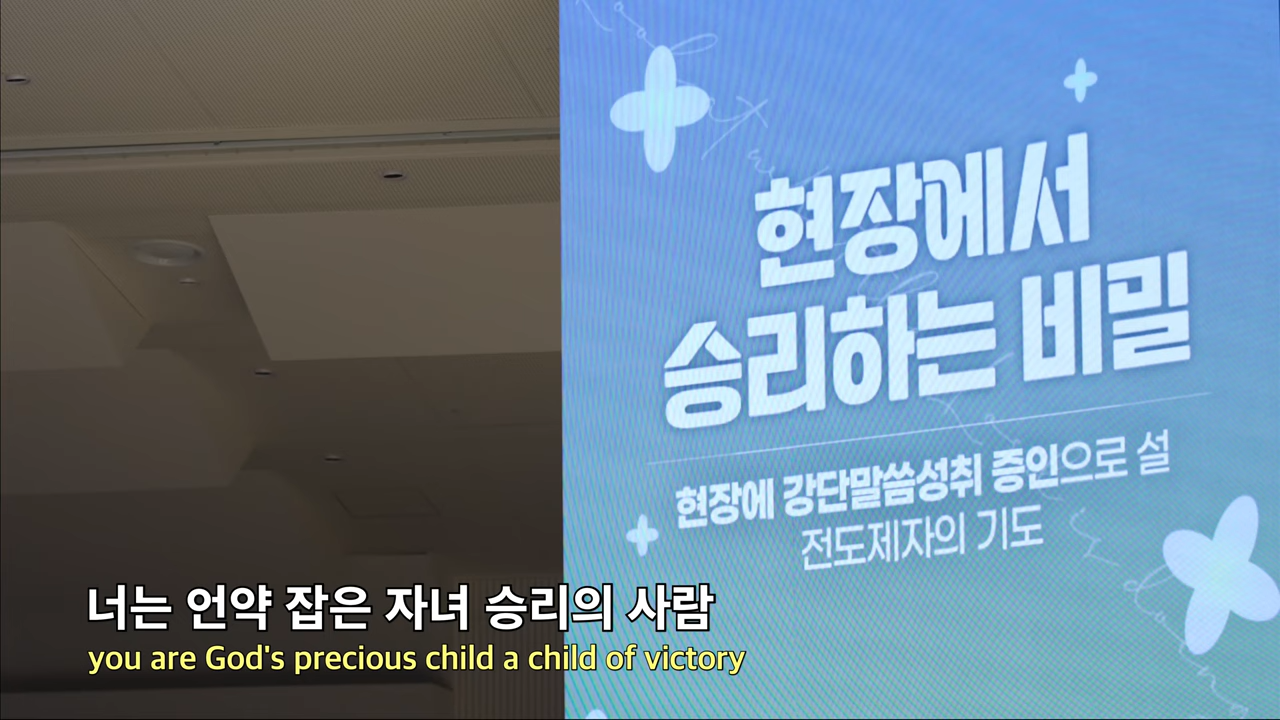 현장에서
승리하는 비밀
현장에 강단말씀성취 증인으로 설
전도제자의 기도
너는 언약 잡은 자녀 승리의 사람
you are God's precious child a child of victory